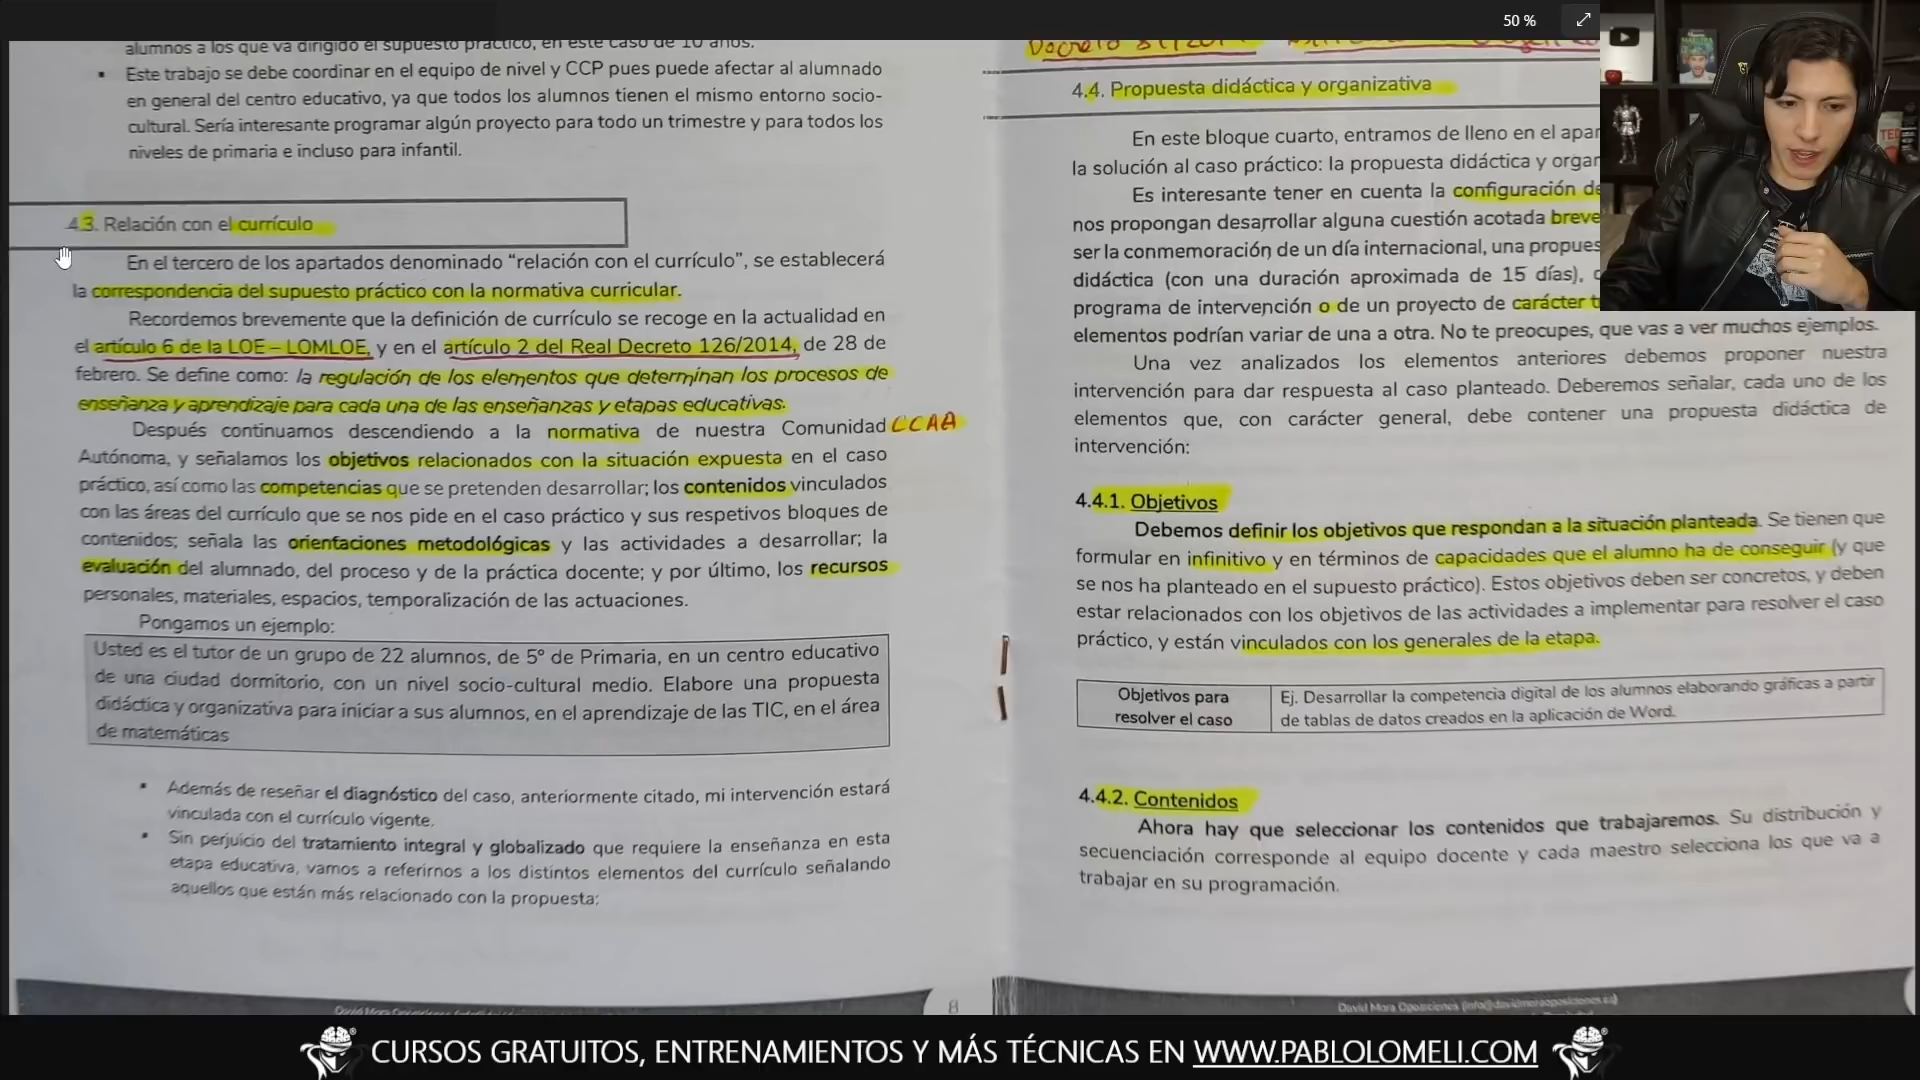 50 %
alumnos a los que va dirigido el supuesto práctico, en este caso de 10 años.
▪ Este trabajo se debe coordinar en el equipo de nivel y CCP pues puede afectar al alumnado
en general del centro educativo, ya que todos los alumnos tienen el mismo entorno socio-
cultural. Sería interesante programar algún proyecto para todo un trimestre y para todos los
niveles de primaria e incluso para infantil.
4.3. Relación con el currículo
En el tercero de los apartados denominado "relación con el currículo", se establecerá
la correspondencia del supuesto práctico con la normativa curricular.
Recordemos brevemente que la definición de currículo se recoge en la actualidad en
el artículo 6 de la LOE – LOMLOE, y en el artículo 2 del Real Decreto 126/2014, de 28 de
febrero. Se define como: la regulación de los elementos que determinan los procesos de
enseñanza y aprendizaje para cada una de las enseñanzas y etapas educativas.
Después continuamos descendiendo a la normativa de nuestra Comunidad CCAA
Autónoma, y señalamos los objetivos relacionados con la situación expuesta en el caso
práctico, así como las competencias que se pretenden desarrollar; los contenidos vinculados
con las áreas del currículo que se nos pide en el caso práctico y sus respetivos bloques de
contenidos; señala las orientaciones metodológicas y las actividades a desarrollar; la
evaluación del alumnado, del proceso y de la práctica docente; y por último, los recursos
personales, materiales, espacios, temporalización de las actuaciones.
Pongamos un ejemplo:
Usted es el tutor de un grupo de 22 alumnos, de 5º de Primaria, en un centro educativo
de una ciudad dormitorio, con un nivel socio-cultural medio. Elabore una propuesta
didáctica y organizativa para iniciar a sus alumnos, en el aprendizaje de las TIC, en el área
de matemáticas
▪ Además de reseñar el diagnóstico del caso, anteriormente citado, mi intervención estará
vinculada con el currículo vigente.
▪ Sin perjuicio del tratamiento integral y globalizado que requiere la enseñanza en esta
etapa educativa, vamos a referirnos a los distintos elementos del currículo señalando
aquellos que están más relacionado con la propuesta:
8
Decreto
4.4. Propuesta didáctica y organizativa
En este bloque cuarto, entramos de lleno en el apar
la solución al caso práctico: la propuesta didáctica y organ
Es interesante tener en cuenta la configuración de
nos propongan desarrollar alguna cuestión acotada breve
ser la conmemoración de un día internacional, una propues
didáctica (con una duración aproximada de 15 días),
programa de intervención o de un proyecto de carácter t
elementos podrían variar de una a otra. No te preocupes, que vas a ver muchos ejemplos.
Una vez analizados los elementos anteriores debemos proponer nuestra
intervención para dar respuesta al caso planteado. Deberemos señalar, cada uno de los
elementos que, con carácter general, debe contener una propuesta didáctica de
intervención:
4.4.1. Objetivos
Debemos definir los objetivos que respondan a la situación planteada. Se tienen que
formular en infinitivo y en términos de capacidades que el alumno ha de conseguir (y que
se nos ha planteado en el supuesto práctico). Estos objetivos deben ser concretos, y deben
estar relacionados con los objetivos de las actividades a implementar para resolver el caso
práctico, y están vinculados con los generales de la etapa.
Objetivos para
resolver el caso
Ej. Desarrollar la competencia digital de los alumnos elaborando gráficas a partir
de tablas de datos creados en la aplicación de Word.
4.4.2. Contenidos
Ahora hay que seleccionar los contenidos que trabajaremos. Su distribución y
secuenciación corresponde al equipo docente y cada maestro selecciona los que va a
trabajar en su programación.
David Mora Oposiciones (info@davidmoraoposiciones.es)
CURSOS GRATUITOS, ENTRENAMIENTOS Y MÁS TÉCNICAS EN WWW.PABLOLOMELI.COM